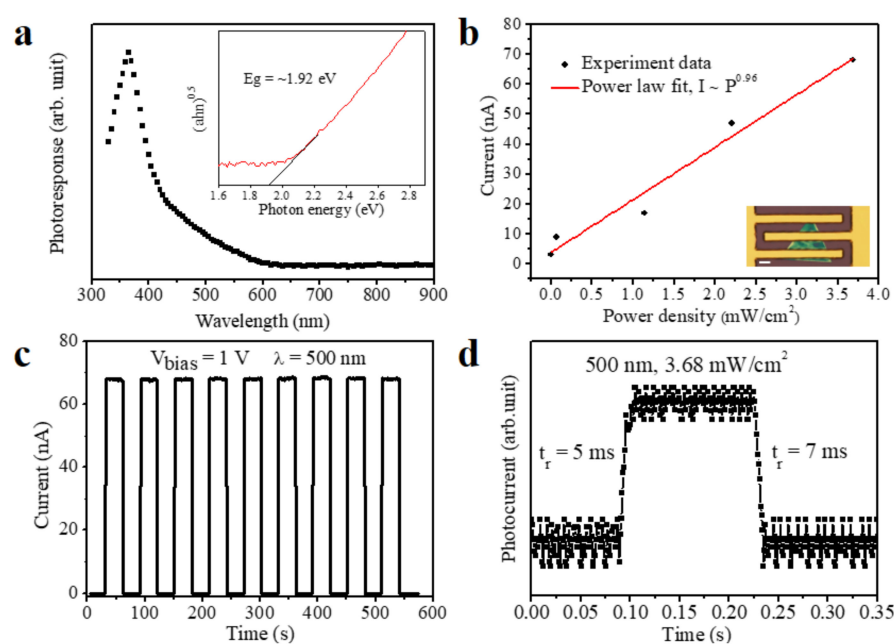 a
Photoresponse (arb. unit)
Eg = ~1.92 eV
(ahn)^0.5
1.6 1.8 2.0 2.2 2.4 2.6 2.8
Photon energy (eV)
300 400 500 600 700 800 900
Wavelength (nm)
b
Current (nA)
80
70
60
50
40
30
20
10
0
Experiment data
Power law fit, I ~ P^0.96
0.0 0.5 1.0 1.5 2.0 2.5 3.0 3.5 4.0
Power density (mW/cm²)
c
Current (nA)
80
60
40
20
0
V_bias = 1 V λ = 500 nm
0 100 200 300 400 500 600
Time (s)
d
Photocurrent (arb.unit)
500 nm, 3.68 mW/cm²
t_r = 5 ms
t_r = 7 ms
0.00 0.05 0.10 0.15 0.20 0.25 0.30 0.35
Time (s)